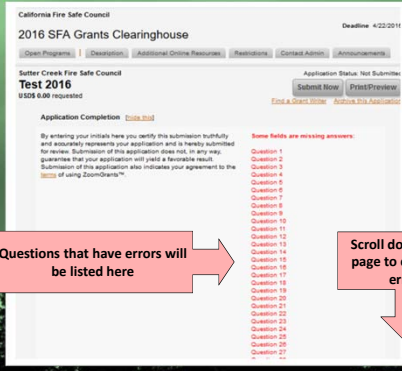 California Fire Safe Council
Deadline 4/22/2016
2016 SFA Grants Clearinghouse
Open Programs | Description Additional Online Resources Restrictions Contact Admin Announcements
Sutter Creek Fire Safe Council
Application Status: Not Submitted
Test 2016
Submit Now Print/Preview
USD$ 0.00 requested
Find a Grant Writer Archive this Application
Application Completion [hide this]
By entering your initials here you certify this submission truthfully
and accurately represents your application and is hereby submitted
for review. Submission of this application does not, in any way,
guarantee that your application will yield a favorable result.
Submission of this application also indicates your agreement to the
terms of using ZoomGrants™.
Some fields are missing answers:
Question 1
Question 2
Question 3
Question 4
Question 5
Question 6
Question 7
Question 8
Question 9
Question 10
Question 11
Question 12
Question 13
Question 14
Question 15
Question 16
Question 17
Question 18
Question 19
Question 20
Question 21
Question 22
Question 23
Question 24
Question 25
Question 26
Question 27
Questions that have errors will
be listed here
Scroll do
page to
er